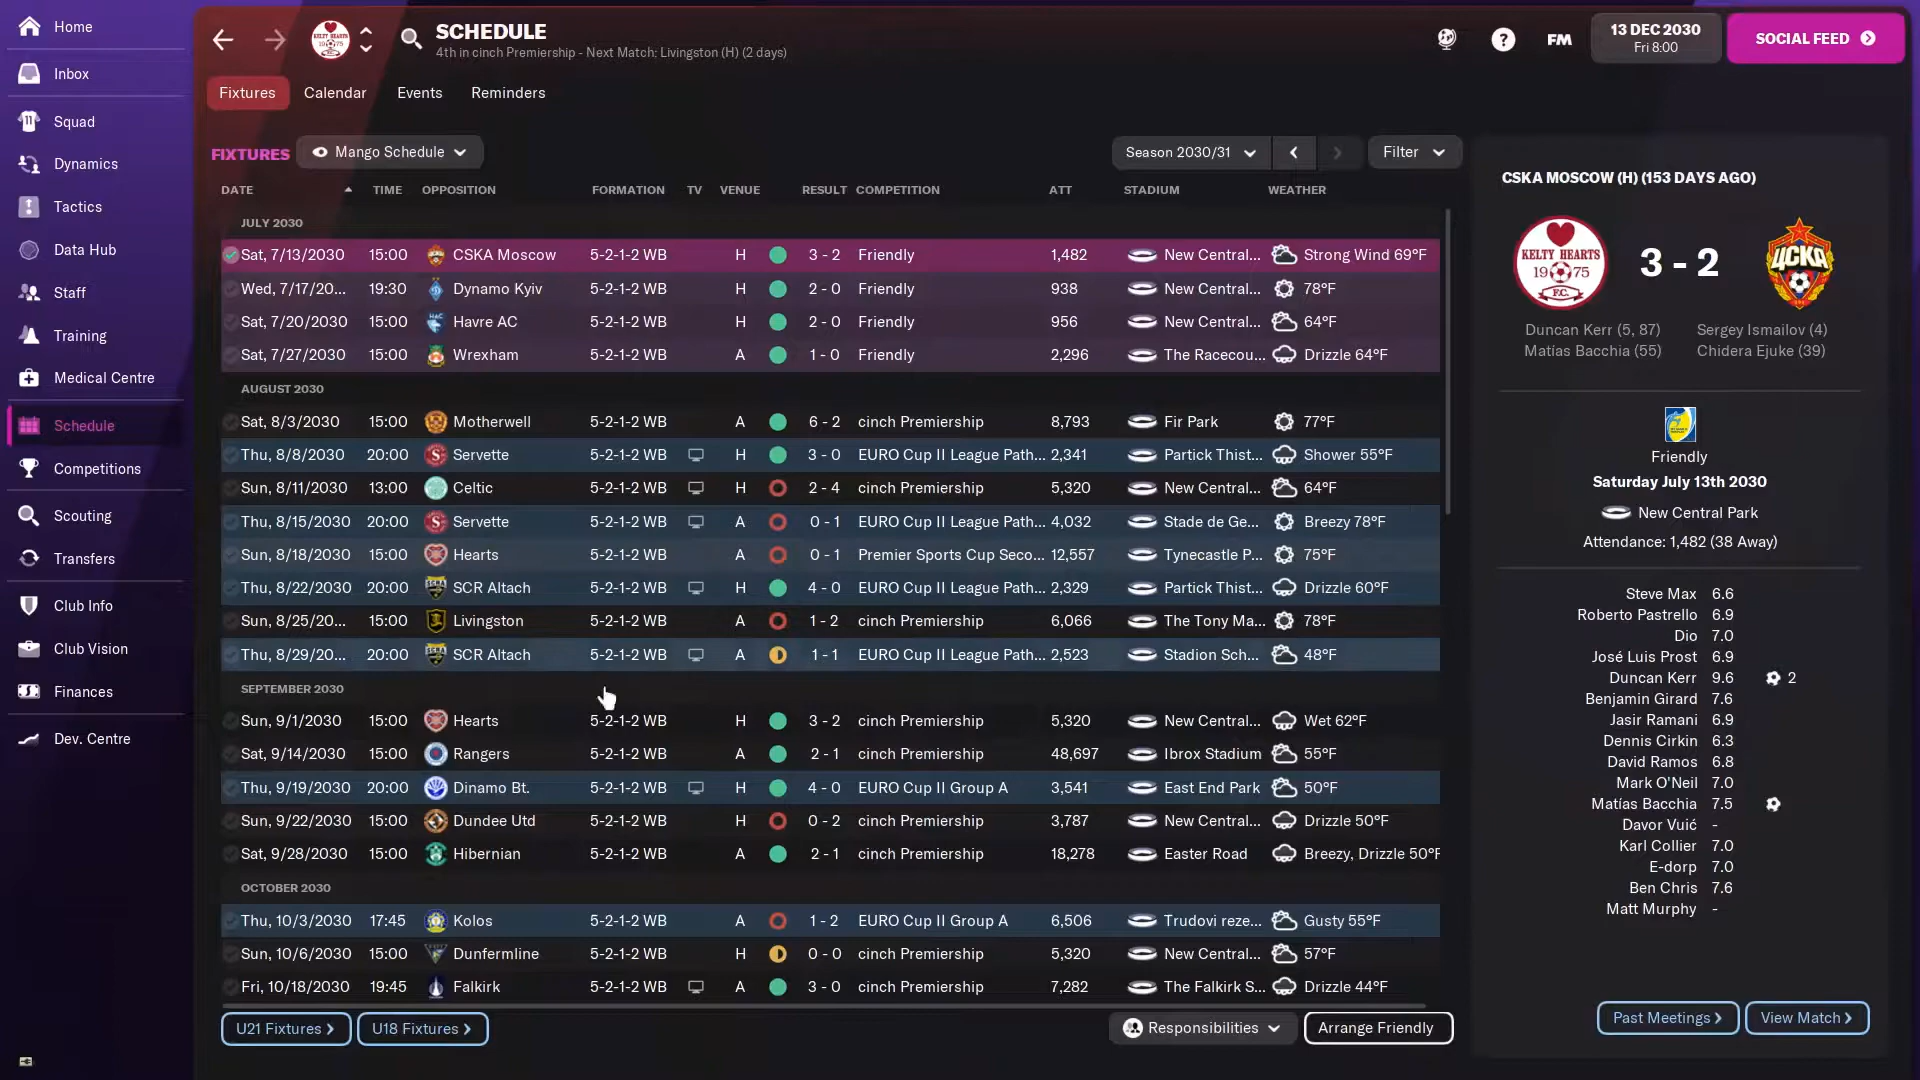 Home
Inbox
Squad
Dynamics
Tactics
Data Hub
Staff
Training
Medical Centre
Schedule
Competitions
Scouting
Transfers
Club Info
Club Vision
Finances
Dev. Centre
SCHEDULE
4th in cinch Premiership - Next Match: Livingston (H) (2 days)
FM
13 DEC 2030
Fri 8:00
SOCIAL FEED
Fixtures Calendar Events Reminders
FIXTURES Mango Schedule Season 2030/31 Filter
DATE TIME OPPOSITION FORMATION TV VENUE RESULT COMPETITION ATT STADIUM WEATHER
JULY 2030
Sat, 7/13/2030 15:00 CSKA Moscow 5-2-1-2 WB H 3 - 2 Friendly 1,482 New Central... Strong Wind 69°F
Wed, 7/17/20... 19:30 Dynamo Kyiv 5-2-1-2 WB H 2 - 0 Friendly 938 New Central... 78°F
Sat, 7/20/2030 15:00 Havre AC 5-2-1-2 WB H 2 - 0 Friendly 956 New Central... 64°F
Sat, 7/27/2030 15:00 Wrexham 5-2-1-2 WB A 1 - 0 Friendly 2,296 The Racecou... Drizzle 64°F
AUGUST 2030
Sat, 8/3/2030 15:00 Motherwell 5-2-1-2 WB A 6 - 2 cinch Premiership 8,793 Fir Park 77°F
Thu, 8/8/2030 20:00 Servette 5-2-1-2 WB H 3 - 0 EURO Cup II League Path... 2,341 Partick Thist... Shower 55°F
Sun, 8/11/2030 13:00 Celtic 5-2-1-2 WB H 2 - 4 cinch Premiership 5,320 New Central... 64°F
Thu, 8/15/2030 20:00 Servette 5-2-1-2 WB A 0 - 1 EURO Cup II League Path... 4,032 Stade de Ge... Breezy 78°F
Sun, 8/18/2030 15:00 Hearts 5-2-1-2 WB A 0 - 1 Premier Sports Cup Seco... 12,557 Tynecastle P... 75°F
Thu, 8/22/2030 20:00 SCR Altach 5-2-1-2 WB H 4 - 0 EURO Cup II League Path... 2,329 Partick Thist... Drizzle 60°F
Sun, 8/25/20... 15:00 Livingston 5-2-1-2 WB A 1 - 2 cinch Premiership 6,066 The Tony Ma... 78°F
Thu, 8/29/20... 20:00 SCR Altach 5-2-1-2 WB A 1 - 1 EURO Cup II League Path... 2,523 Stadion Sch... 48°F
SEPTEMBER 2030
Sun, 9/1/2030 15:00 Hearts 5-2-1-2 WB H 3 - 2 cinch Premiership 5,320 New Central... Wet 62°F
Sat, 9/14/2030 15:00 Rangers 5-2-1-2 WB A 2 - 1 cinch Premiership 48,697 Ibrox Stadium 55°F
Thu, 9/19/2030 20:00 Dinamo Bt. 5-2-1-2 WB H 4 - 0 EURO Cup II Group A 3,541 East End Park 50°F
Sun, 9/22/2030 15:00 Dundee Utd 5-2-1-2 WB H 0 - 2 cinch Premiership 3,787 New Central... Drizzle 50°F
Sat, 9/28/2030 15:00 Hibernian 5-2-1-2 WB A 2 - 1 cinch Premiership 18,278 Easter Road Breezy, Drizzle 50°F
OCTOBER 2030
Thu, 10/3/2030 17:45 Kolos 5-2-1-2 WB A 1 - 2 EURO Cup II Group A 6,506 Trudovi reze... Gusty 55°F
Sun, 10/6/2030 15:00 Dunfermline 5-2-1-2 WB H 0 - 0 cinch Premiership 5,320 New Central... 57°F
Fri, 10/18/2030 19:45 Falkirk 5-2-1-2 WB A 3 - 0 cinch Premiership 7,282 The Falkirk S... Drizzle 44°F
U21 Fixtures U18 Fixtures Responsibilities Arrange Friendly
CSKA MOSCOW (H) (153 DAYS AGO)
KELTY HEARTS
1975
F.C.
3 - 2
ЦСКА
Duncan Kerr (5, 87) Sergey Ismailov (4)
Matías Bacchia (55) Chidera Ejuke (39)
Friendly
Saturday July 13th 2030
New Central Park
Attendance: 1,482 (38 Away)
Steve Max 6.6
Roberto Pastrello 6.9
Dio 7.0
José Luis Prost 6.9
Duncan Kerr 9.6 2
Benjamin Girard 7.6
Jasir Ramani 6.9
Dennis Cirkin 6.3
David Ramos 6.8
Mark O'Neil 7.0
Matías Bacchia 7.5
Davor Vuić -
Karl Collier 7.0
E-dorp 7.0
Ben Chris 7.6
Matt Murphy -
Past Meetings View Match